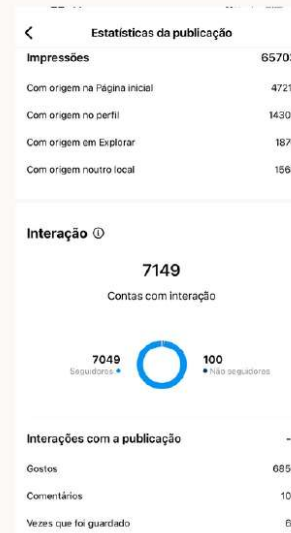 Estatísticas da publicação
Impressões 65703
Com origem na Página inicial 4721
Com origem no perfil 1430
Com origem em Explorar 187
Com origem noutro local 156
Interação ⓘ
7149
Contas com interação
7049 100
Seguidores Não seguidores
Interações com a publicação -
Gostos 685
Comentários 10
Vezes que foi guardado 6